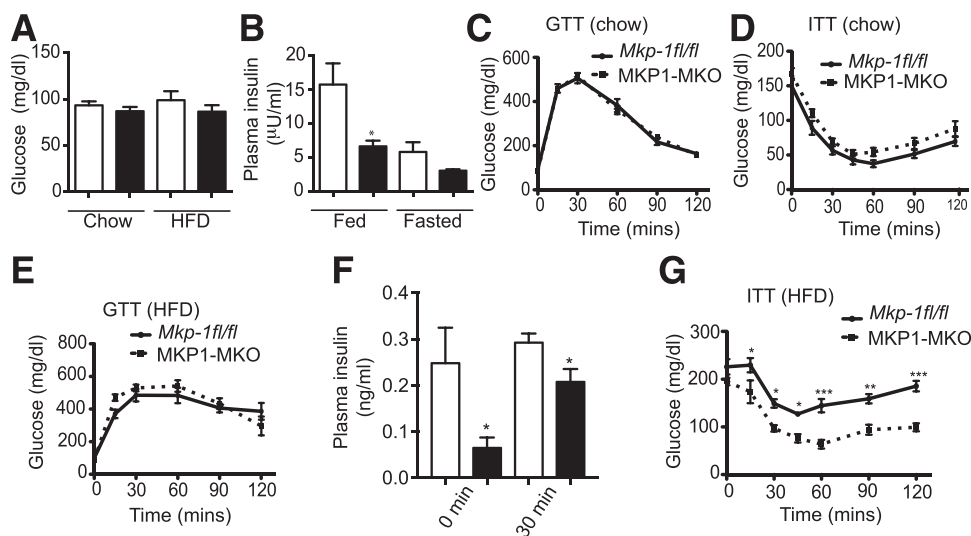 A
Glucose (mg/dl)
150
100
50
0
Chow
HFD
B
Plasma insulin
(μU/ml)
20
15
10
5
0
*
Fed
Fasted
C
GTT (chow)
Mkp-1fl/fl
MKP1-MKO
Glucose (mg/dl)
600
400
200
0
0 30 60 90 120
Time (mins)
D
ITT (chow)
Mkp-1fl/fl
MKP1-MKO
Glucose (mg/dl)
200
150
100
50
0
0 30 60 90 120
Time (mins)
E
GTT (HFD)
Mkp-1fl/fl
MKP1-MKO
Glucose (mg/dl)
800
600
400
200
0
0 30 60 90 120
Time (mins)
F
Plasma insulin
(ng/ml)
0.4
0.3
0.2
0.1
0.0
*
*
0 min
30 min
G
ITT (HFD)
Mkp-1fl/fl
MKP1-MKO
Glucose (mg/dl)
300
200
100
0
* * * *** ** ***
0 30 60 90 120
Time (mins)